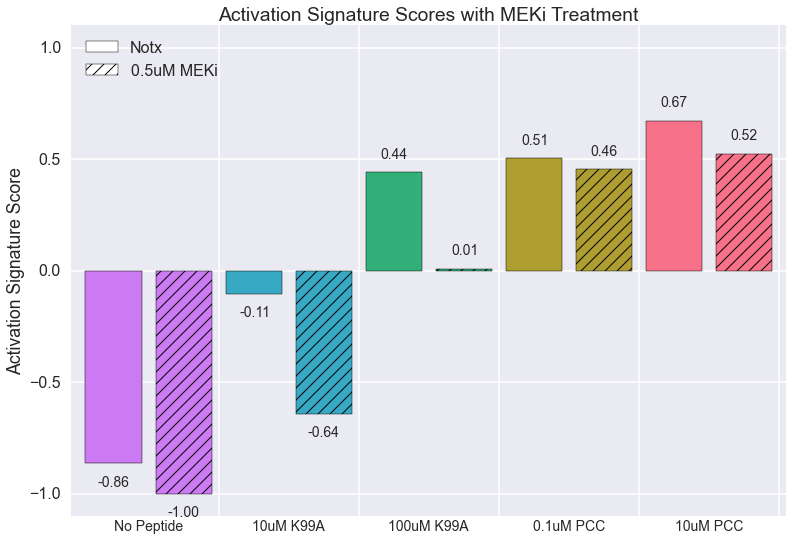 Activation Signature Scores with MEKi Treatment
Notx
0.5uM MEKi
Activation Signature Score
1.0
0.5
0.0
−0.5
−1.0
-0.86
-1.00
-0.11
-0.64
0.44
0.01
0.51
0.46
0.67
0.52
No Peptide
10uM K99A
100uM K99A
0.1uM PCC
10uM PCC